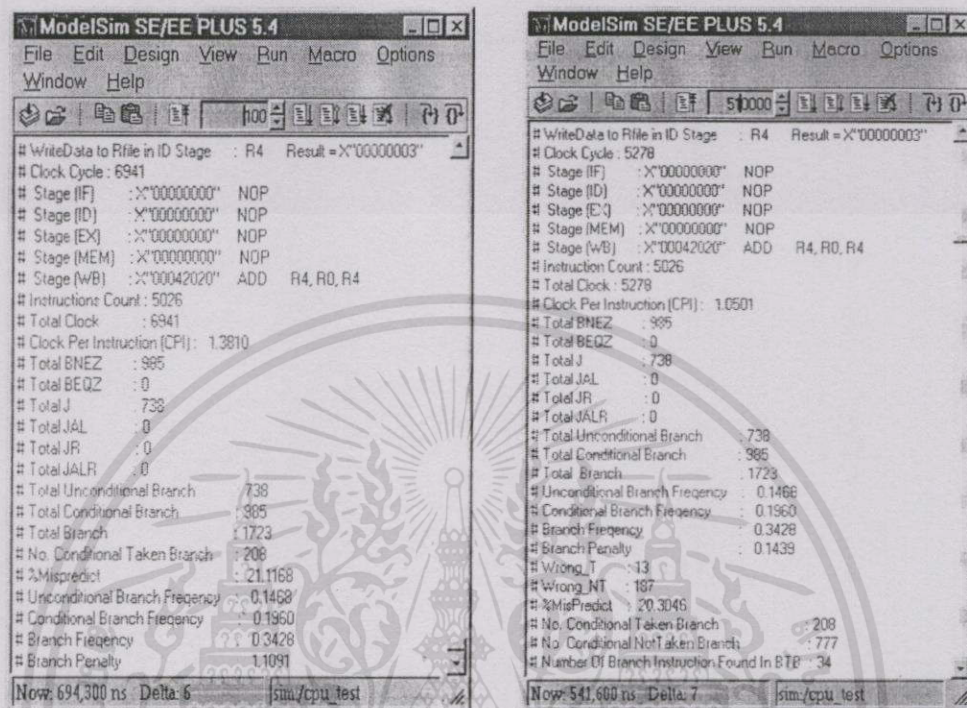 ModelSim SE/EE PLUS 5.4
File Edit Design View Run Macro Options
Window Help
100
# WriteData to Rfile in ID Stage : R4 Result = X"00000003"
# Clock Cycle : 6941
# Stage (IF) : X"00000000" NOP
# Stage (ID) : X"00000000" NOP
# Stage (EX) : X"00000000" NOP
# Stage (MEM) : X"00000000" NOP
# Stage (WB) : X"00042020" ADD R4, R0, R4
# Instructions Count : 5026
# Total Clock : 6941
# Clock Per Instruction (CPI) : 1.3810
# Total BNEZ : 985
# Total BEQZ : 0
# Total J : 738
# Total JAL : 0
# Total JR : 0
# Total JALR : 0
# Total Unconditional Branch 738
# Total Conditional Branch : 985
# Total Branch : 1723
# No. Conditional Taken Branch : 208
# %Mispredict : 21.1168
# Unconditional Branch Freqency : 0.1468
# Conditional Branch Freqency : 0.1960
# Branch Freqency : 0.3428
# Branch Penalty 1.1091
Now: 694,300 ns Delta: 6 sim:/cpu_test
ModelSim SE/EE PLUS 5.4
File Edit Design View Run Macro Options
Window Help
# WriteData to Rfile in ID Stage : R4 Result = X"00000003"
# Clock Cycle : 5278
# Stage (IF) : X"00000000" NOP
# Stage (ID) : X"00000000" NOP
# Stage (EX) : X"00000000" NOP
# Stage (MEM) : X"00000000" NOP
# Stage (WB) : X"00042020" ADD R4, R0, R4
# Instruction Count : 5026
# Total Clock : 5278
# Clock Per Instruction (CPI) : 1.0501
# Total BNEZ : 985
# Total BEQZ : 0
# Total J : 738
# Total JAL : 0
# Total JR : 0
# Total JALR : 0
# Total Unconditional Branch : 738
# Total Conditional Branch : 985
# Total Branch : 1723
# Unconditional Branch Freqency : 0.1468
# Conditional Branch Freqency : 0.1960
# Branch Freqency : 0.3428
# Branch Penalty : 0.1439
# Wrong_T : 13
# Wrong_NT : 187
# %MisPredict : 20.3046
# No. Conditional Taken Branch : 208
# No. Conditional NotTaken Branch : 777
# Number Of Branch Instruction Found In BTB : 34
Now: 541,600 ns Delta: 7 sim:/cpu_test